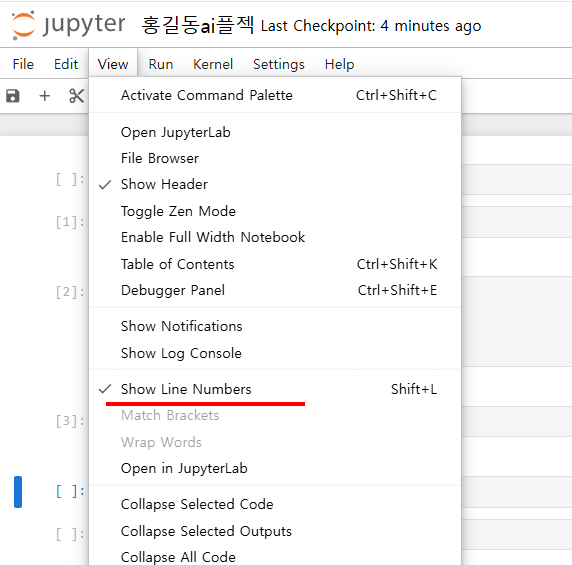 jupyter 홍길동ai플젝 Last Checkpoint: 4 minutes ago
File Edit View Run Kernel Settings Help
Activate Command Palette Ctrl+Shift+C
Open JupyterLab
File Browser
[ ]: Show Header
Toggle Zen Mode
[1]:
Enable Full Width Notebook
Table of Contents Ctrl+Shift+K
[2]: Debugger Panel Ctrl+Shift+E
Show Notifications
Show Log Console
Show Line Numbers Shift+L
Match Brackets
[3]:
Wrap Words
Open in JupyterLab
[ ]:
Collapse Selected Code
Collapse Selected Outputs
[ ]:
Collapse All Code